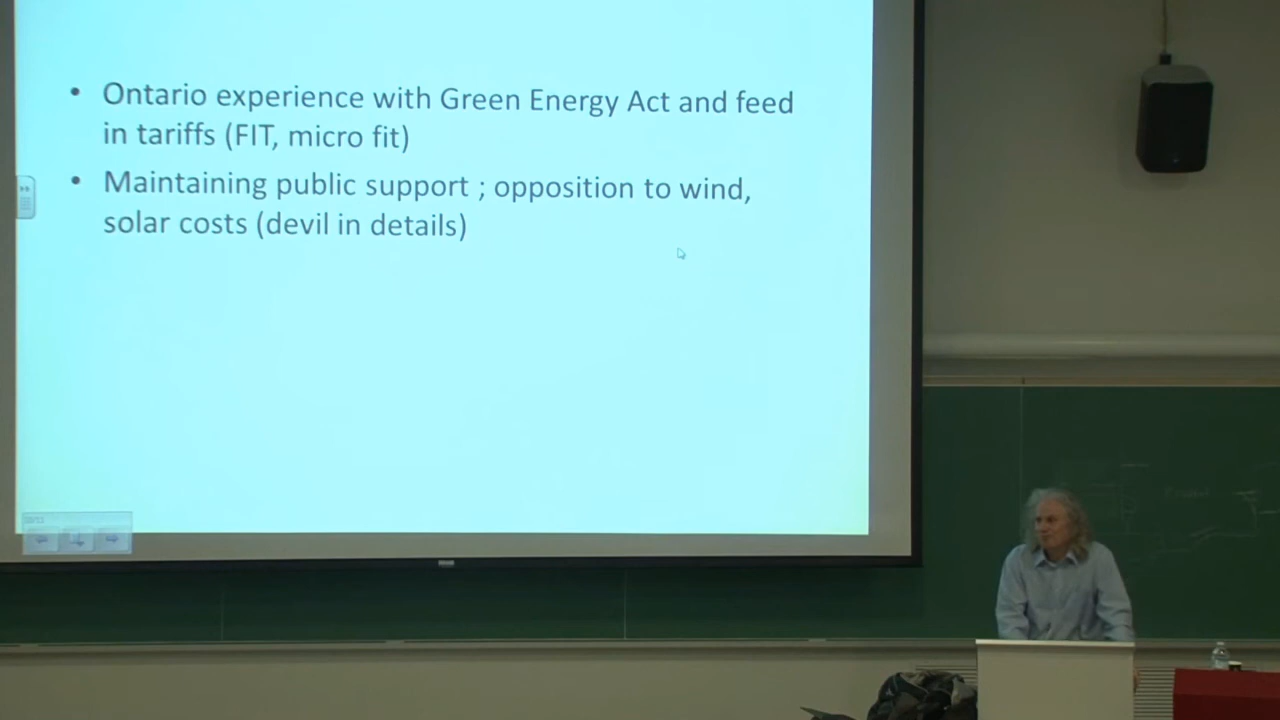 • Ontario experience with Green Energy Act and feed
in tariffs (FIT, micro fit)
• Maintaining public support ; opposition to wind,
solar costs (devil in details)